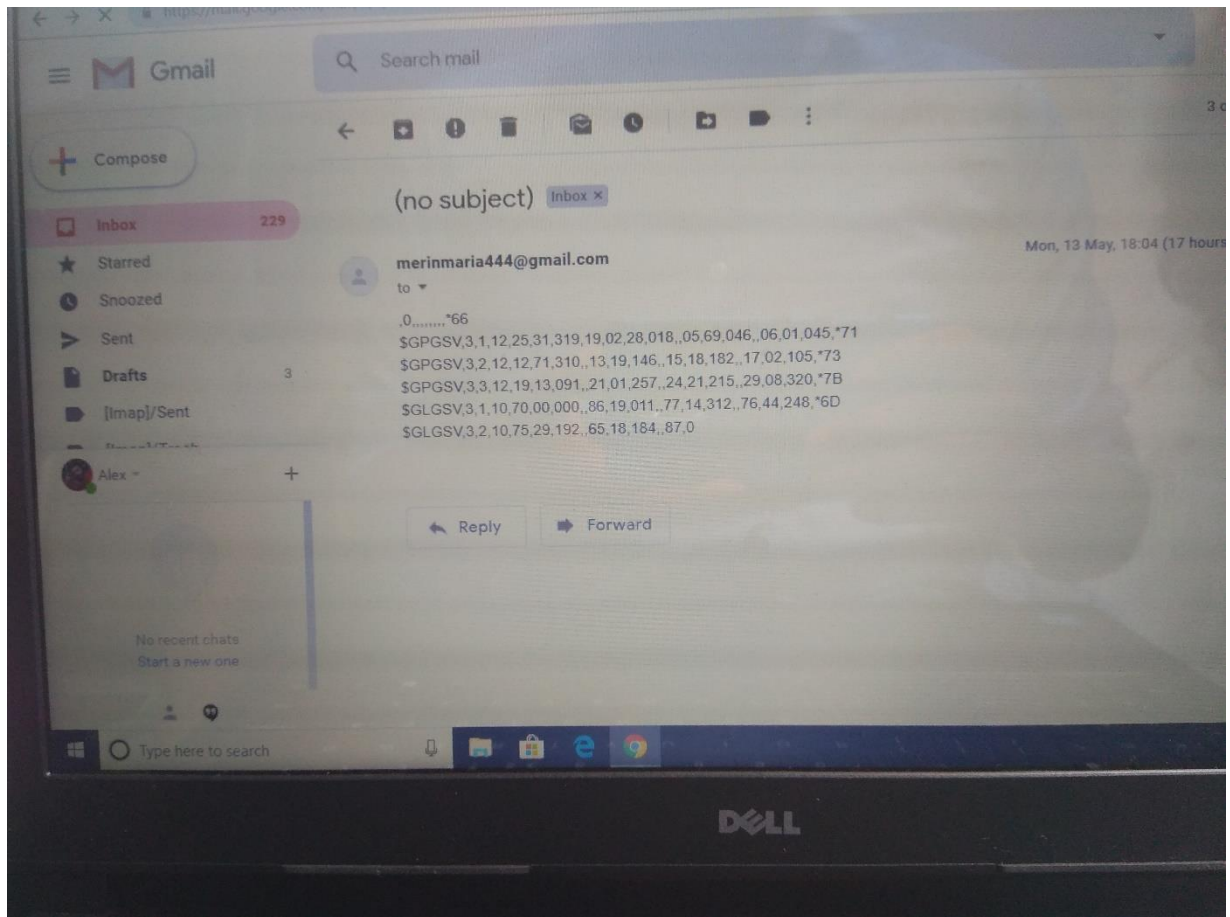 Gmail
Search mail
3 o
Compose
(no subject) Inbox ×
Inbox 229
Mon, 13 May, 18:04 (17 hours
Starred
merinmaria444@gmail.com
to
Snoozed
,0,,,,,,,,*66
Sent
$GPGSV,3,1,12,25,31,319,19,02,28,018,,05,69,046,,06,01,045,*71
$GPGSV,3,2,12,12,71,310,,13,19,146,,15,18,182,,17,02,105,*73
Drafts 3
$GPGSV,3,3,12,19,13,091,,21,01,257,,24,21,215,,29,08,320,*7B
[Imap]/Sent
$GLGSV,3,1,10,70,00,000,,86,19,011,,77,14,312,,76,44,248,*6D
$GLGSV,3,2,10,75,29,192,,65,18,184,,87,0
Alex
Reply
Forward
No recent chats
Start a new one
Type here to search
DELL